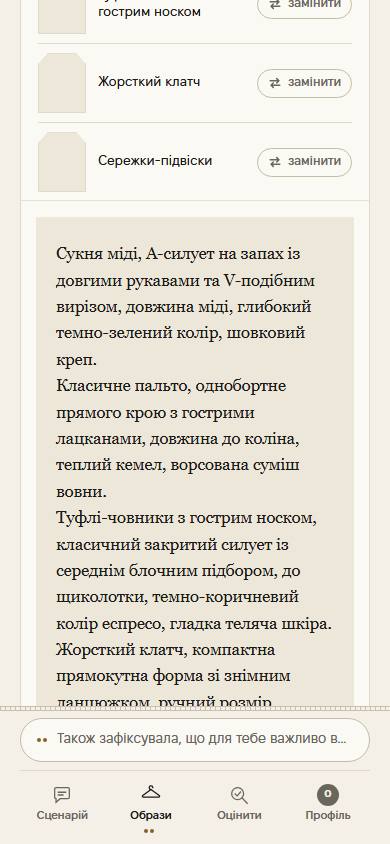 гострим носком
замінити
Жорсткий клатч
замінити
Сережки-підвіски
замінити
Сукня міді, А-силует на запах із
довгими рукавами та V-подібним
вирізом, довжина міді, глибокий
темно-зелений колір, шовковий
креп.
Класичне пальто, однобортне
прямого крою з гострими
лацканами, довжина до коліна,
теплий кемел, ворсована суміш
вовни.
Туфлі-човники з гострим носком,
класичний закритий силует із
середнім блочним підбором, до
щиколотки, темно-коричневий
колір еспресо, гладка теляча шкіра.
Жорсткий клатч, компактна
прямокутна форма зі знімним
ланцюжком, ручний розмір
Також зафіксувала, що для тебе важливо в...
Сценарій
Образи
Оцінити
О
Профіль